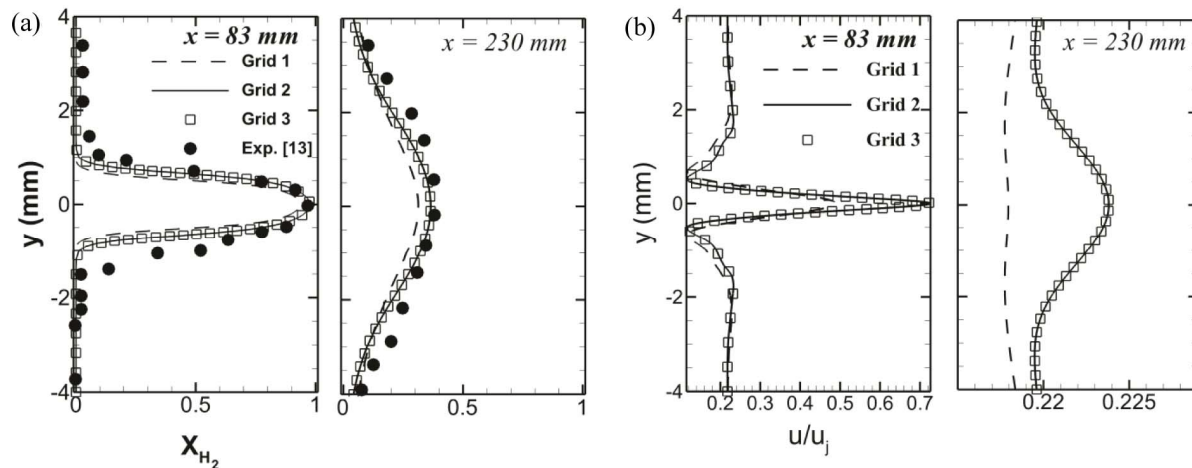 (a)
x = 83 mm
Grid 1
Grid 2
Grid 3
Exp. [13]
y (mm)
4
2
0
-2
-4
0
0.5
1
X_{H_2}
x = 230 mm
0
0.5
1
(b)
x = 83 mm
Grid 1
Grid 2
Grid 3
y (mm)
4
2
0
-2
-4
0.2
0.3
0.4
0.5
0.6
0.7
u/u_j
x = 230 mm
0.22
0.225